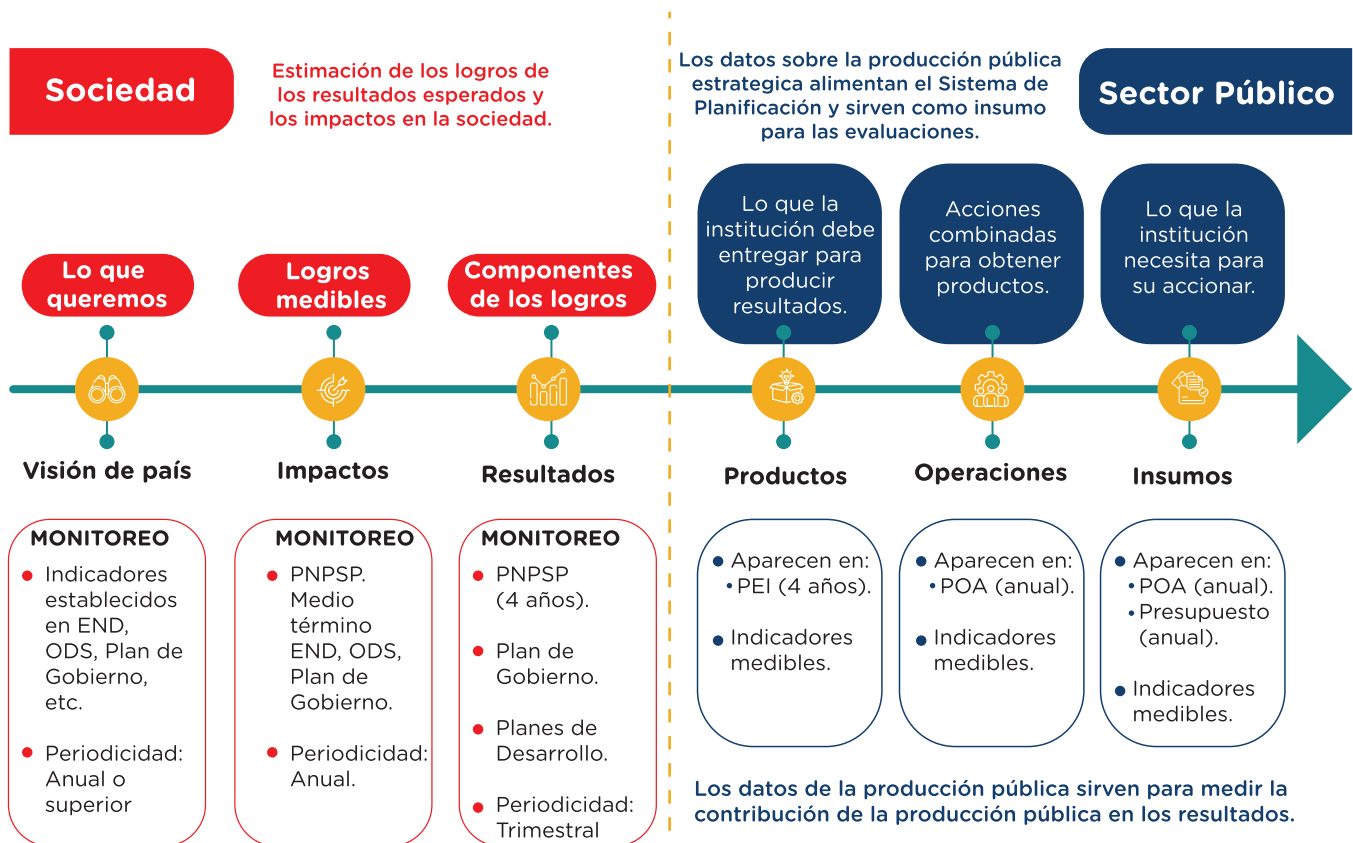 Sociedad
Estimación de los logros de
los resultados esperados y
los impactos en la sociedad.
Los datos sobre la producción pública
estrategica alimentan el Sistema de
Planificación y sirven como insumo
para las evaluaciones.
Sector Público
Lo que
queremos
Logros
medibles
Componentes
de los logros
Lo que la
institución debe
entregar para
producir
resultados.
Acciones
combinadas
para obtener
productos.
Lo que la
institución
necesita para
su accionar.
Visión de país
Impactos
Resultados
Productos
Operaciones
Insumos
MONITOREO
• Indicadores
establecidos
en END,
ODS, Plan de
Gobierno,
etc.
• Periodicidad:
Anual o
superior
MONITOREO
• PNPSP.
Medio
término
END, ODS,
Plan de
Gobierno.
• Periodicidad:
Anual.
MONITOREO
• PNPSP
(4 años).
• Plan de
Gobierno.
• Planes de
Desarrollo.
• Periodicidad:
Trimestral
• Aparecen en:
• PEI (4 años).
• Indicadores
medibles.
• Aparecen en:
• POA (anual).
• Indicadores
medibles.
• Aparecen en:
• POA (anual).
• Presupuesto
(anual).
• Indicadores
medibles.
Los datos de la producción pública sirven para medir la
contribución de la producción pública en los resultados.